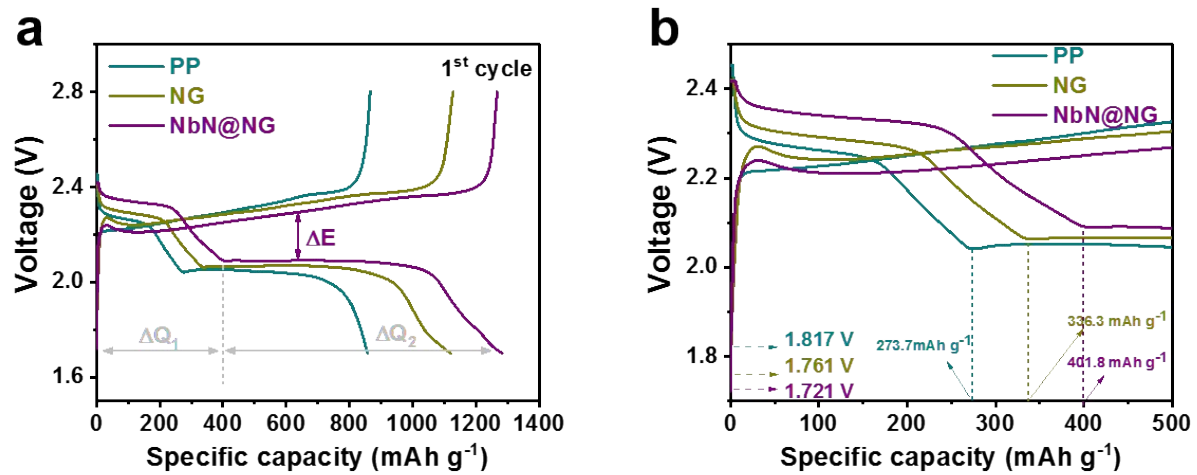 a
PP
NG
NbN@NG
1st cycle
ΔE
ΔQ1
ΔQ2
2.8
2.4
2.0
1.6
Voltage (V)
0 200 400 600 800 1000 1200 1400
Specific capacity (mAh g-1)
b
PP
NG
NbN@NG
2.4
2.2
2.0
1.8
Voltage (V)
1.817 V
1.761 V
1.721 V
273.7mAh g-1
336.3 mAh g-1
401.8 mAh g-1
0 100 200 300 400 500
Specific capacity (mAh g-1)